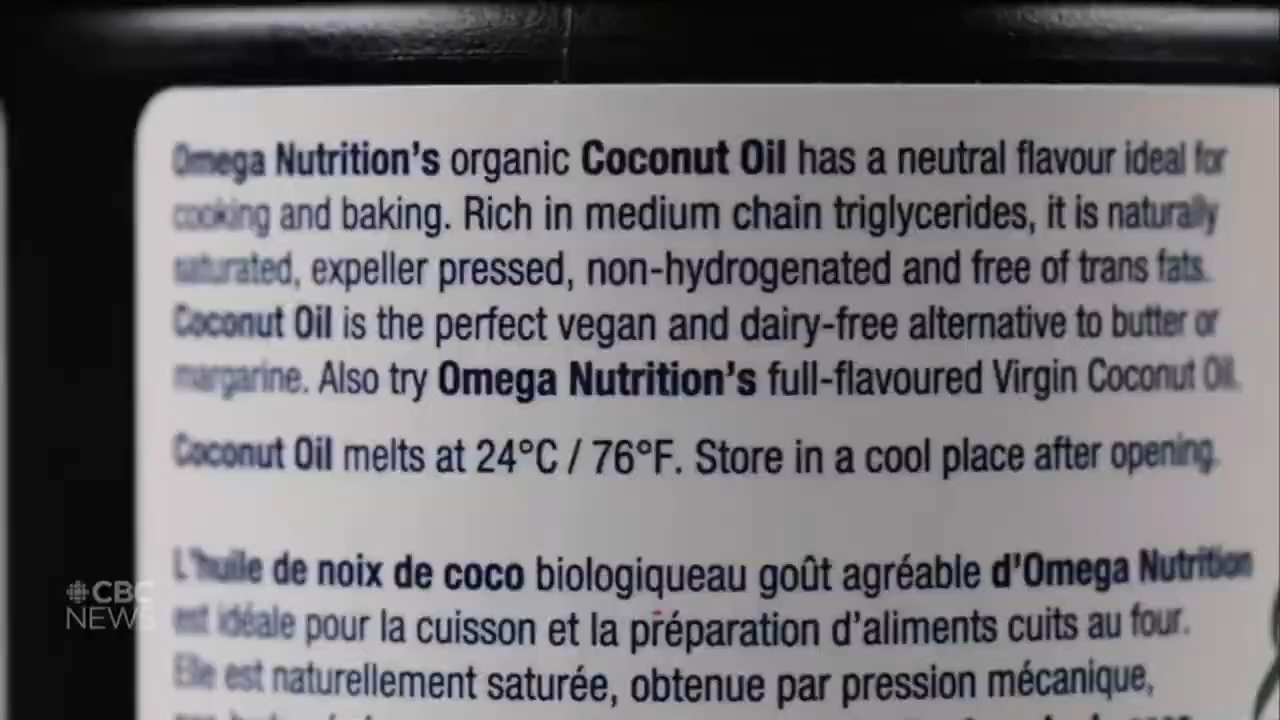 Omega Nutrition's organic Coconut Oil has a neutral flavour ideal for
cooking and baking. Rich in medium chain triglycerides, it is naturally
saturated, expeller pressed, non-hydrogenated and free of trans fats.
Coconut Oil is the perfect vegan and dairy-free alternative to butter or
margarine. Also try Omega Nutrition's full-flavoured Virgin Coconut Oil.
Coconut Oil melts at 24°C / 76°F. Store in a cool place after opening.
L'huile de noix de coco biologiqueau goût agréable d'Omega Nutrition
est idéale pour la cuisson et la préparation d'aliments cuits au four.
Elle est naturellement saturée, obtenue par pression mécanique,
CBC
NEWS